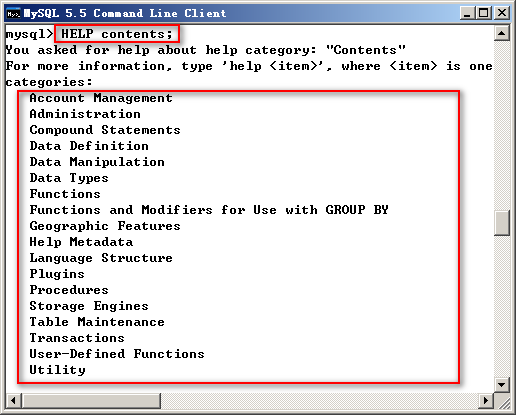 MySQL 5.5 Command Line Client
mysql> HELP contents;
You asked for help about help category: "Contents"
For more information, type 'help <item>', where <item> is one
categories:
Account Management
Administration
Compound Statements
Data Definition
Data Manipulation
Data Types
Functions
Functions and Modifiers for Use with GROUP BY
Geographic Features
Help Metadata
Language Structure
Plugins
Procedures
Storage Engines
Table Maintenance
Transactions
User-Defined Functions
Utility